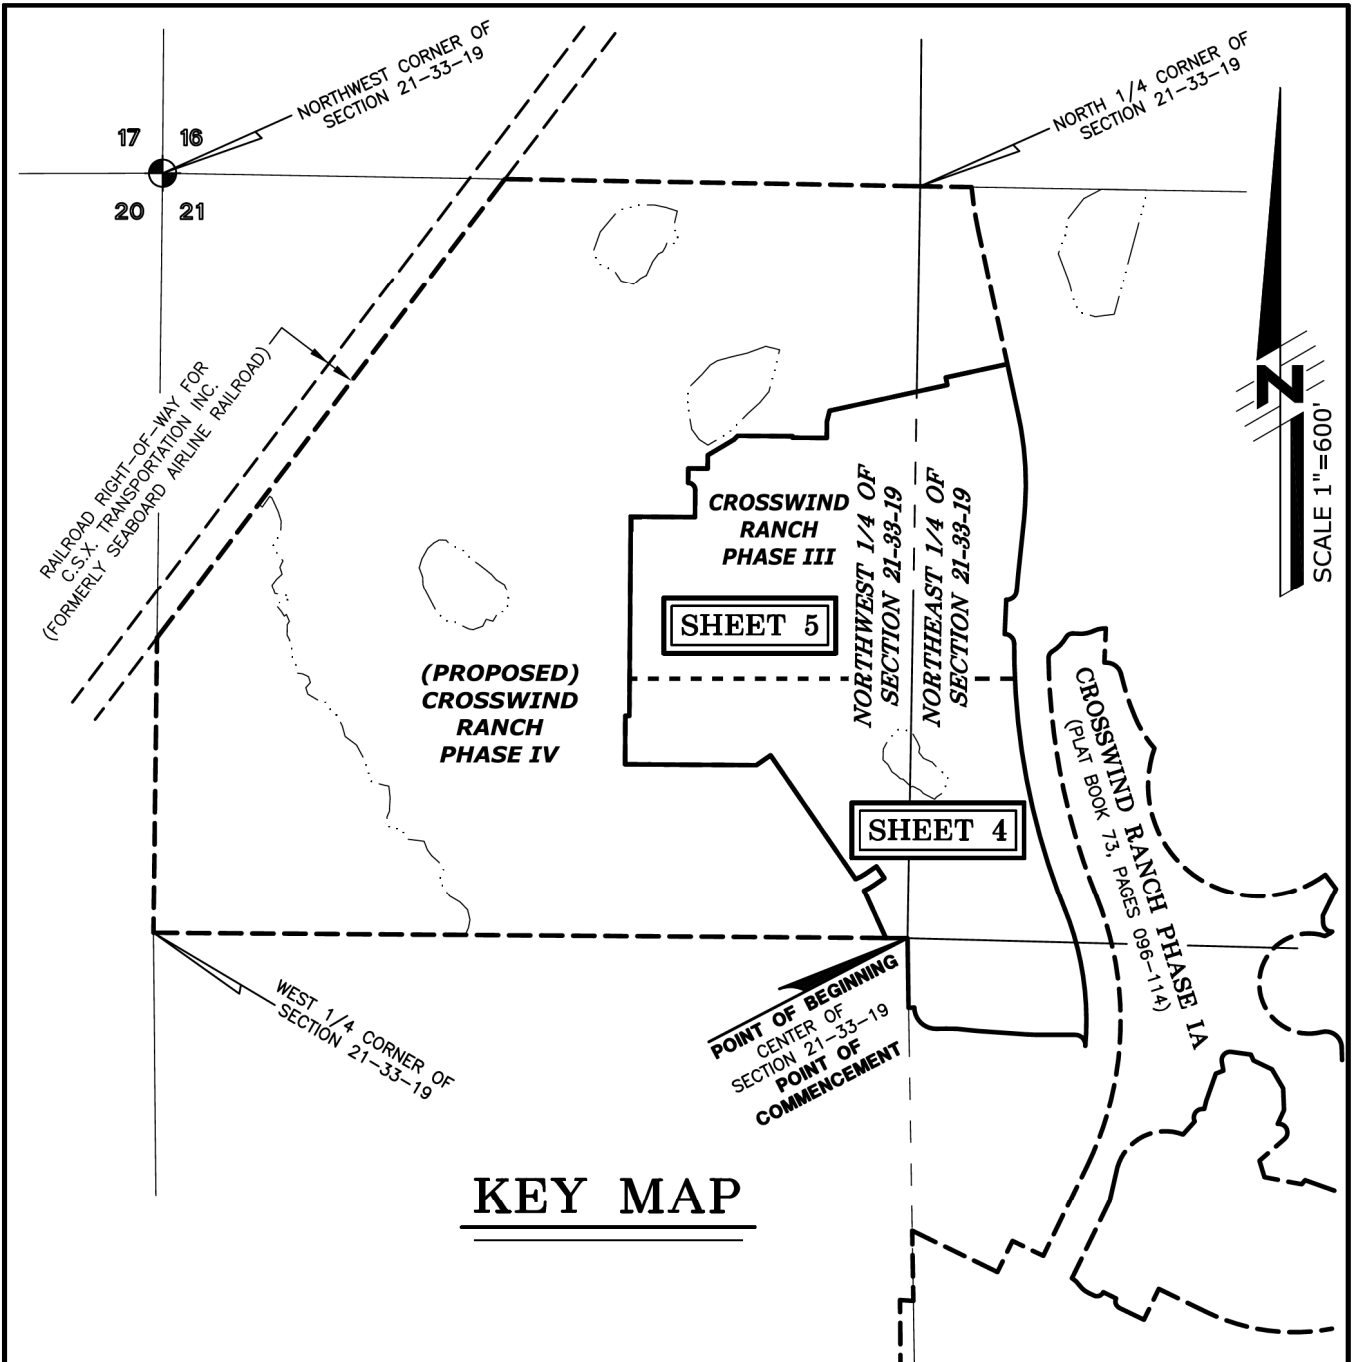 NORTHWEST CORNER OF
SECTION 21-33-19
NORTH 1/4 CORNER OF
SECTION 21-33-19
17 16
20 21
RAILROAD RIGHT-OF-WAY FOR
C.S.X. TRANSPORTATION INC.
(FORMERLY SEABOARD AIRLINE RAILROAD)
N
SCALE 1"=600'
CROSSWIND
RANCH
PHASE III
NORTHWEST 1/4 OF
SECTION 21-33-19
NORTHEAST 1/4 OF
SECTION 21-33-19
SHEET 5
(PROPOSED)
CROSSWIND
RANCH
PHASE IV
SHEET 4
CROSSWIND RANCH PHASE IA
(PLAT BOOK 73, PAGES 096-114)
WEST 1/4 CORNER OF
SECTION 21-33-19
POINT OF BEGINNING
CENTER OF
SECTION 21-33-19
POINT OF
COMMENCEMENT
KEY MAP